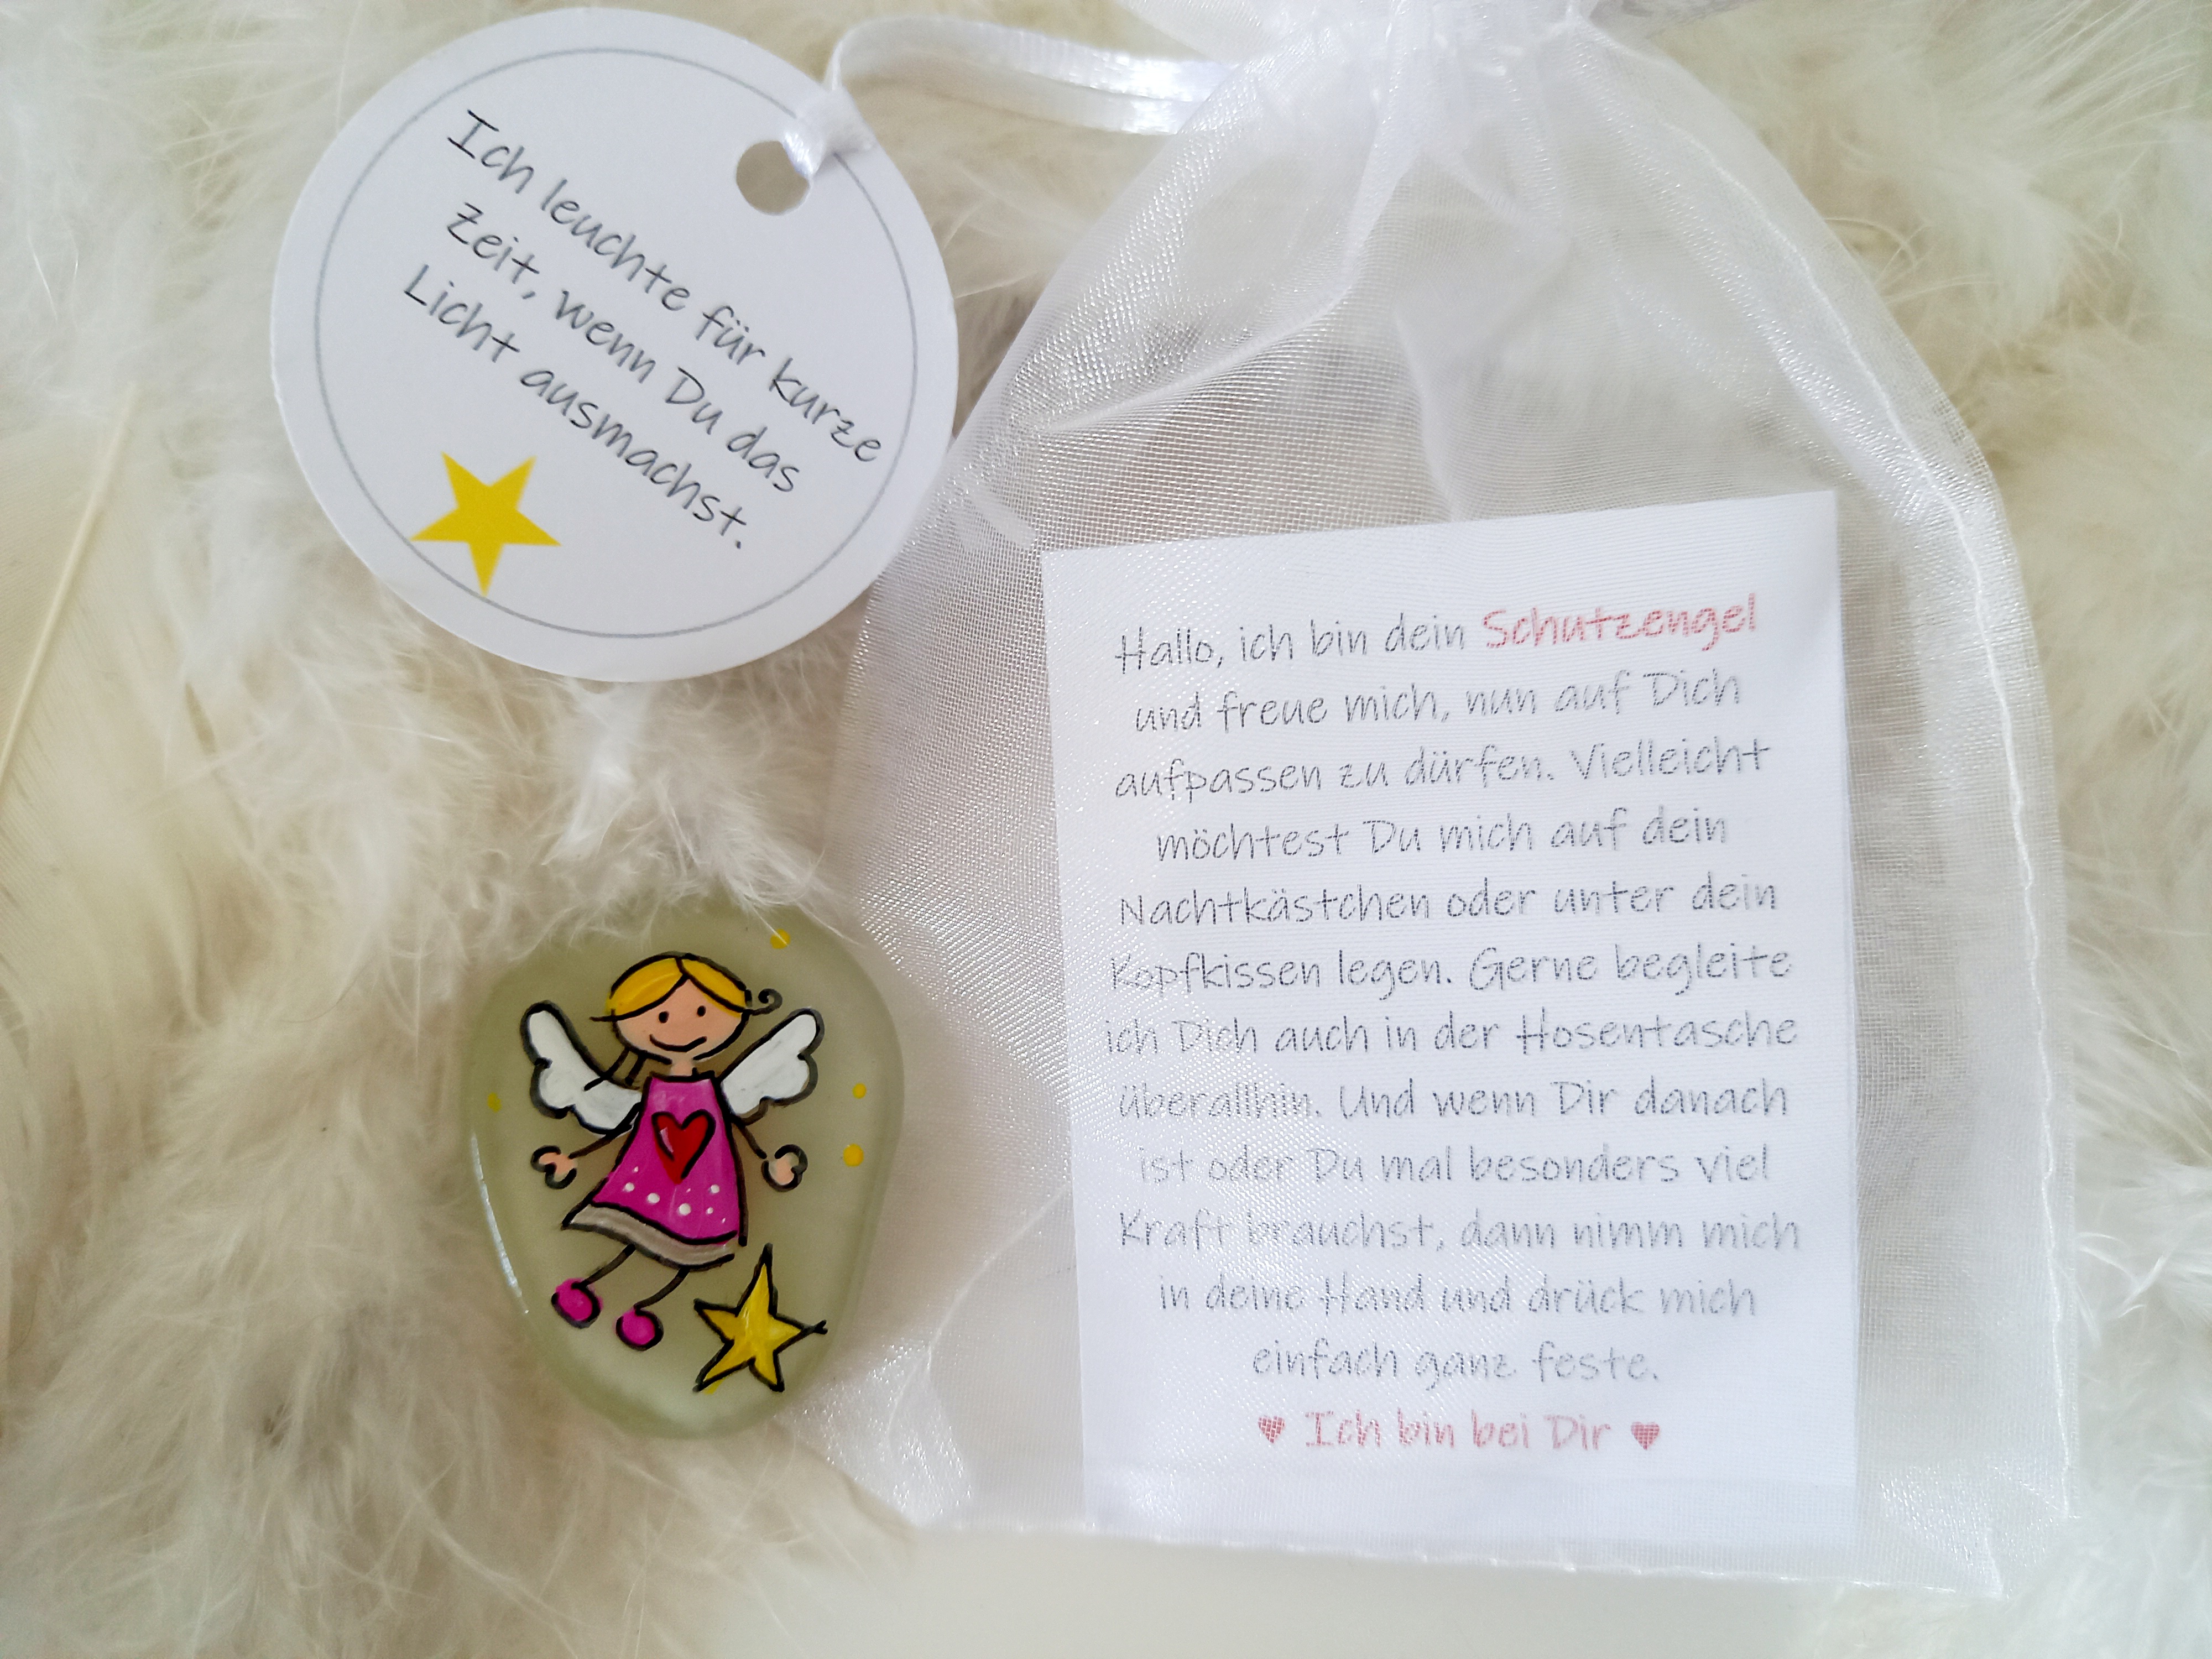 Ich leuchte für kurze
Zeit, wenn Du das
Licht ausmachst.
Hallo, ich bin dein Schutzengel
und freue mich, nun auf Dich
aufpassen zu dürfen. Vielleicht
möchtest Du mich auf dein
Nachtkästchen oder unter dein
Kopfkissen legen. Gerne begleite
ich Dich auch in der Hosentasche
überallhin. Und wenn Dir danach
ist oder Du mal besonders viel
Kraft brauchst, dann nimm mich
in deine Hand und drück mich
einfach ganz feste.
♥ Ich bin bei Dir ♥